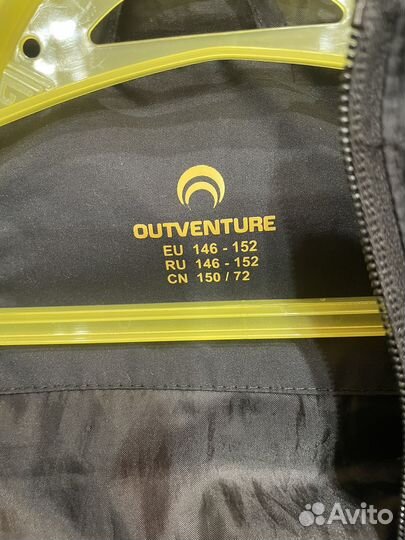 OUTVENTURE
EU 146 - 152
RU 146 - 152
CN 150 / 72
Avito